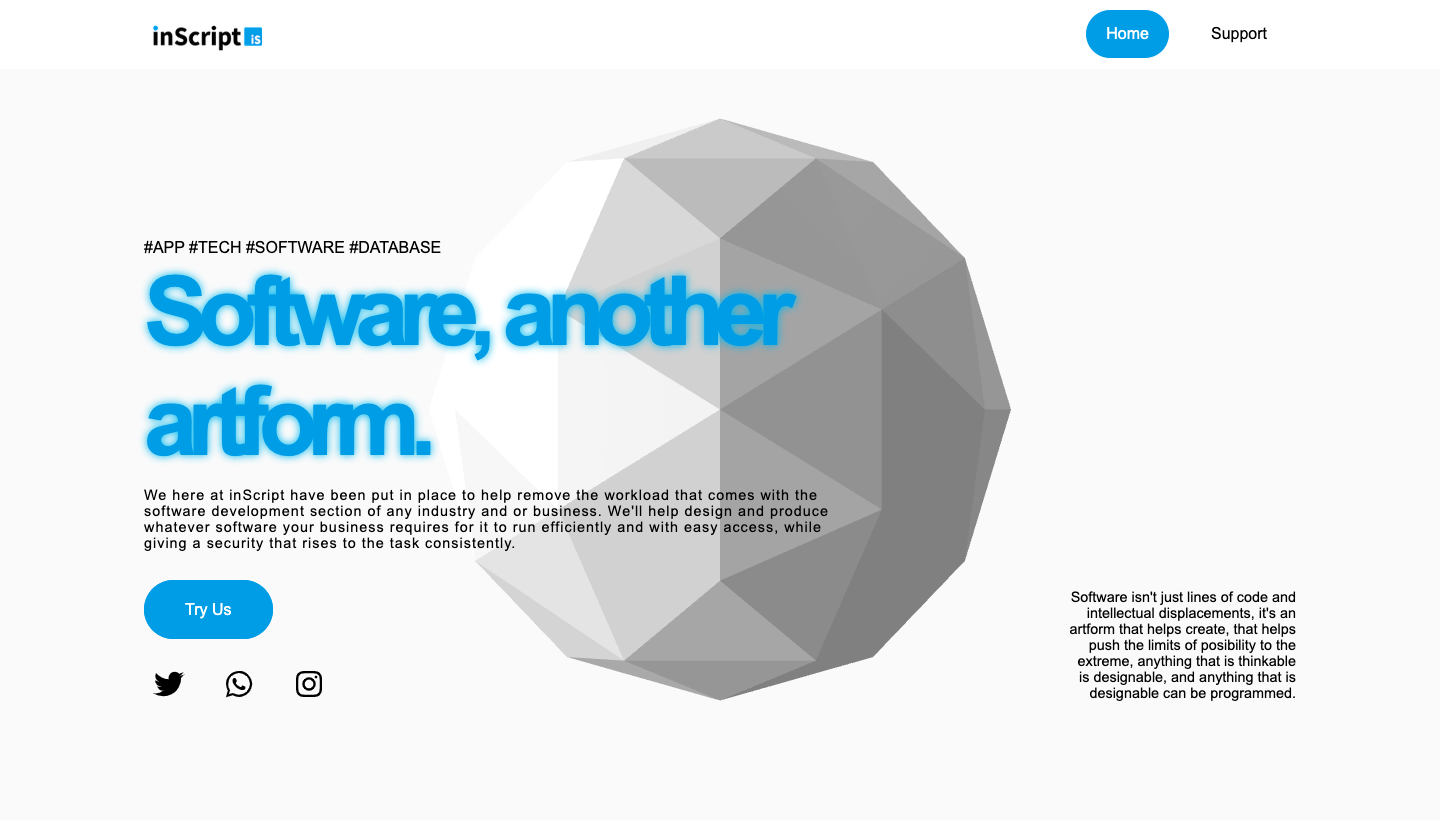 inScript is
Home
Support
#APP #TECH #SOFTWARE #DATABASE
Software, another
artform.
We here at inScript have been put in place to help remove the workload that comes with the
software development section of any industry and or business. We'll help design and produce
whatever software your business requires for it to run efficiently and with easy access, while
giving a security that rises to the task consistently.
Try Us
Software isn't just lines of code and
intellectual displacements, it's an
artform that helps create, that helps
push the limits of posibility to the
extreme, anything that is thinkable
is designable, and anything that is
designable can be programmed.